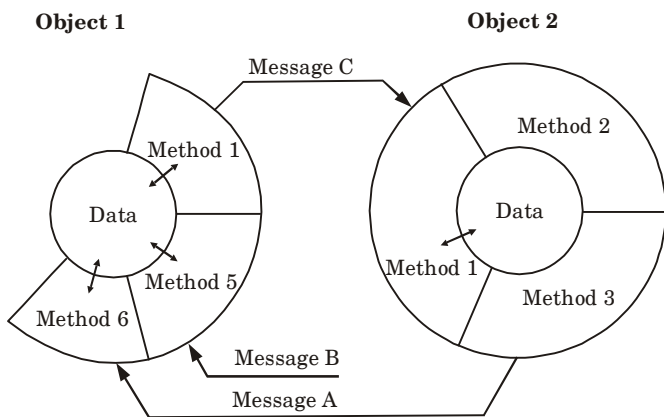 Object 1
Object 2
Message C
Method 1
Method 2
Data
Data
Method 5
Method 1
Method 6
Method 3
Message B
Message A